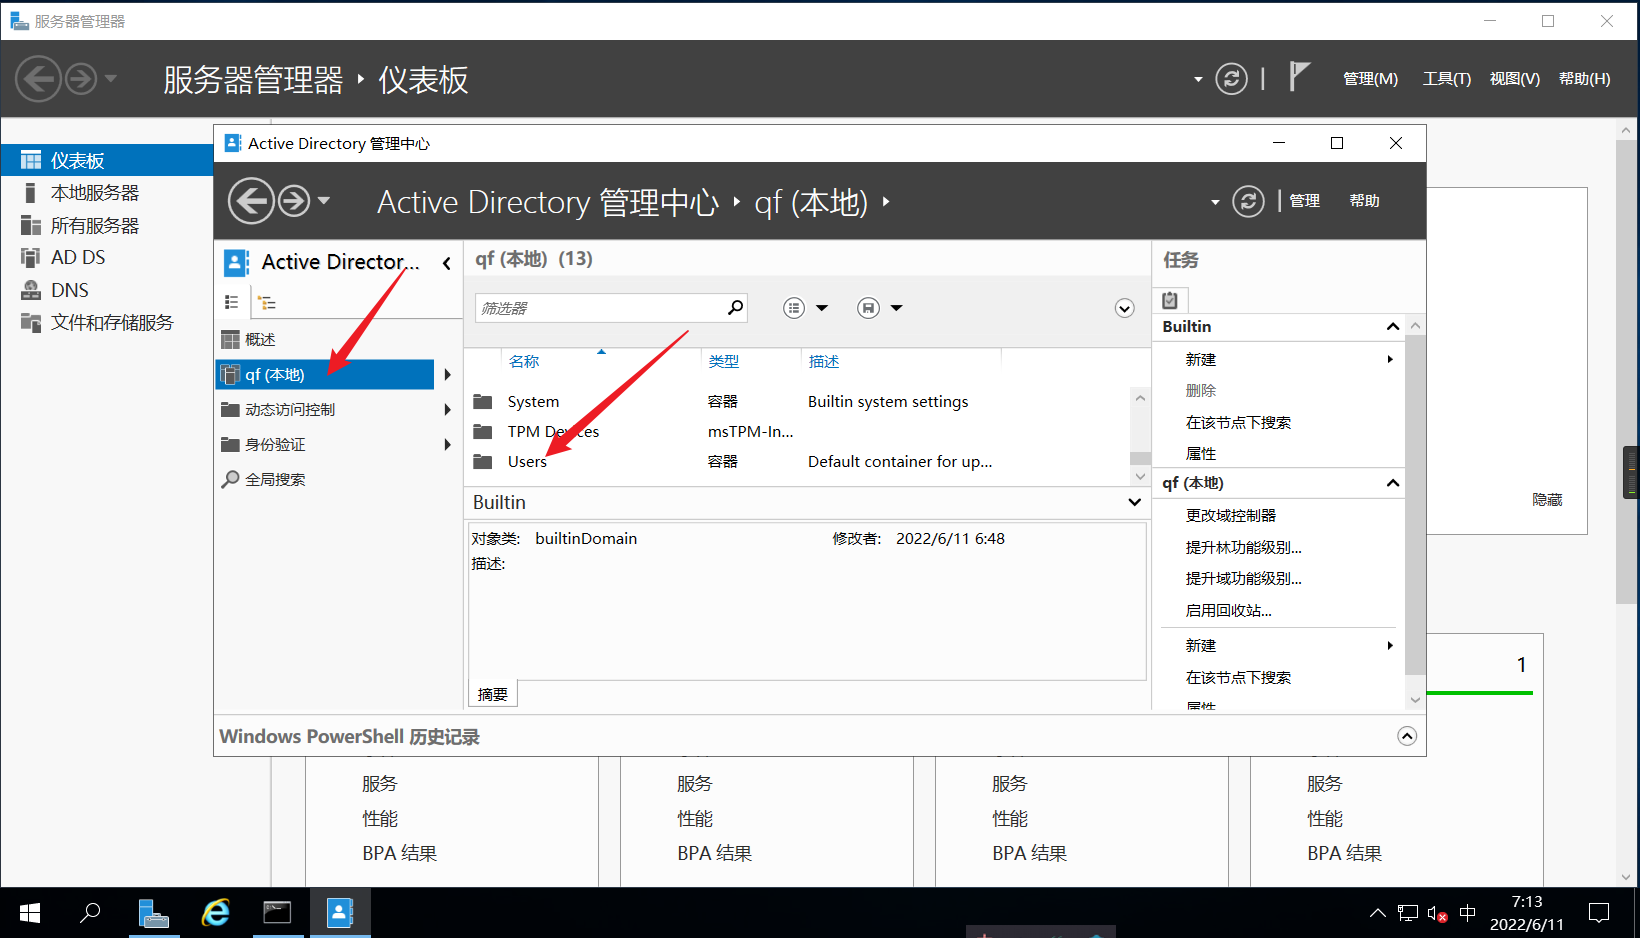 服务器管理器
服务器管理器 ‣ 仪表板
管理(M) 工具(T) 视图(V) 帮助(H)
仪表板
本地服务器
所有服务器
AD DS
DNS
文件和存储服务
Active Directory 管理中心
Active Directory 管理中心 ‣ qf (本地) ‣
管理 帮助
Active Director...
概述
qf (本地)
动态访问控制
身份验证
全局搜索
qf (本地) (13)
筛选器
名称 类型 描述
System 容器 Builtin system settings
TPM Devices msTPM-In...
Users 容器 Default container for up...
Builtin
对象类: builtinDomain 修改者: 2022/6/11 6:48
描述:
摘要
任务
Builtin
新建
删除
在该节点下搜索
属性
qf (本地)
更改域控制器
提升林功能级别...
提升域功能级别...
启用回收站...
新建
在该节点下搜索
属性
Windows PowerShell 历史记录
隐藏
1
服务 服务 服务 服务
性能 性能 性能 性能
BPA 结果 BPA 结果 BPA 结果 BPA 结果
中
7:13
2022/6/11